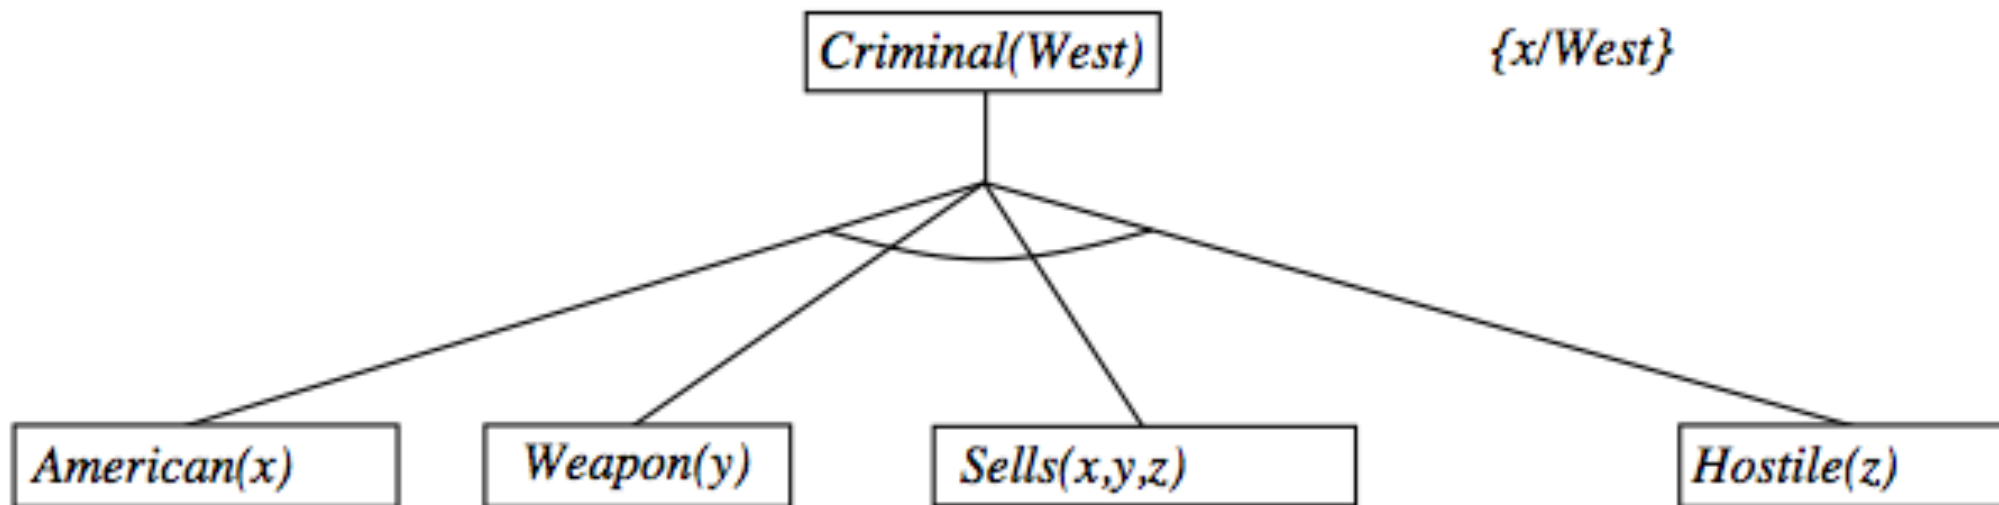 Criminal(West)
{x/West}
American(x)
Weapon(y)
Sells(x,y,z)
Hostile(z)